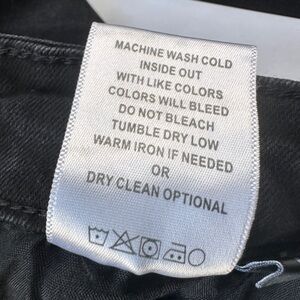 MACHINE WASH COLD
INSIDE OUT
WITH LIKE COLORS
COLORS WILL BLEED
DO NOT BLEACH
TUMBLE DRY LOW
WARM IRON IF NEEDED
OR
DRY CLEAN OPTIONAL